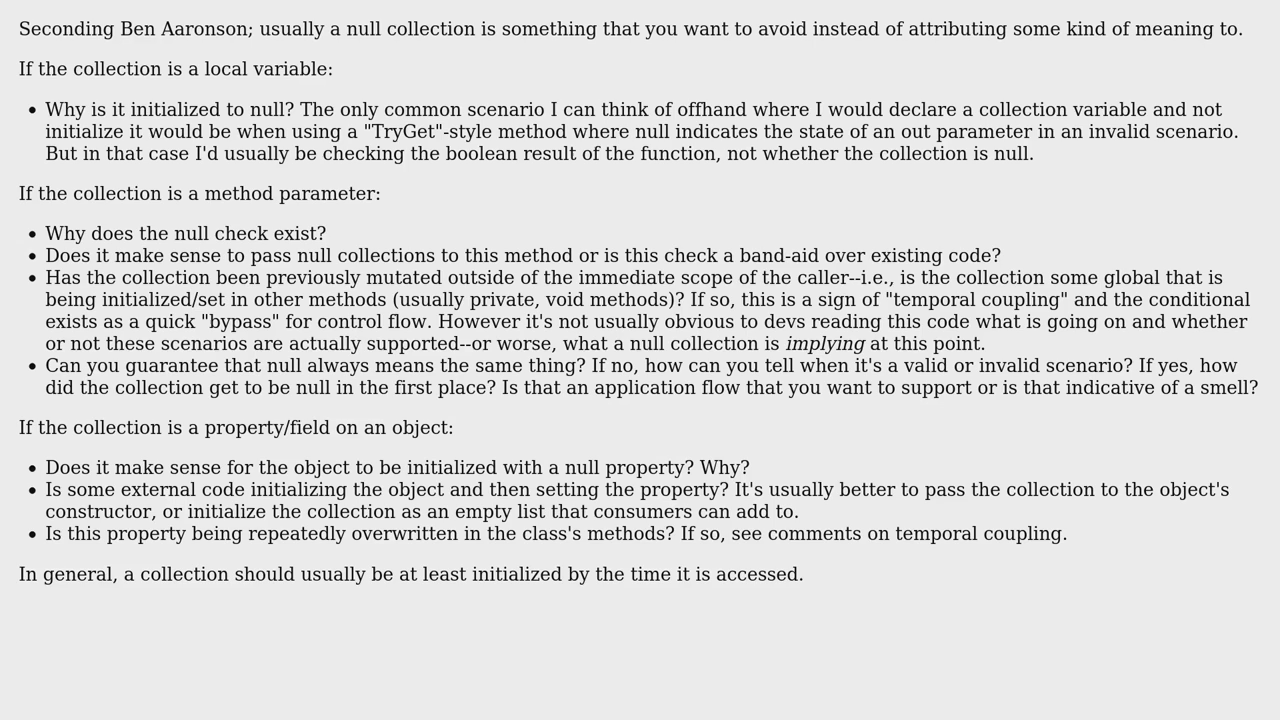 Seconding Ben Aaronson; usually a null collection is something that you want to avoid instead of attributing some kind of meaning to.
If the collection is a local variable:
• Why is it initialized to null? The only common scenario I can think of offhand where I would declare a collection variable and not
initialize it would be when using a "TryGet"-style method where null indicates the state of an out parameter in an invalid scenario.
But in that case I'd usually be checking the boolean result of the function, not whether the collection is null.
If the collection is a method parameter:
• Why does the null check exist?
• Does it make sense to pass null collections to this method or is this check a band-aid over existing code?
• Has the collection been previously mutated outside of the immediate scope of the caller--i.e., is the collection some global that is
being initialized/set in other methods (usually private, void methods)? If so, this is a sign of "temporal coupling" and the conditional
exists as a quick "bypass" for control flow. However it's not usually obvious to devs reading this code what is going on and whether
or not these scenarios are actually supported--or worse, what a null collection is implying at this point.
• Can you guarantee that null always means the same thing? If no, how can you tell when it's a valid or invalid scenario? If yes, how
did the collection get to be null in the first place? Is that an application flow that you want to support or is that indicative of a smell?
If the collection is a property/field on an object:
• Does it make sense for the object to be initialized with a null property? Why?
• Is some external code initializing the object and then setting the property? It's usually better to pass the collection to the object's
constructor, or initialize the collection as an empty list that consumers can add to.
• Is this property being repeatedly overwritten in the class's methods? If so, see comments on temporal coupling.
In general, a collection should usually be at least initialized by the time it is accessed.